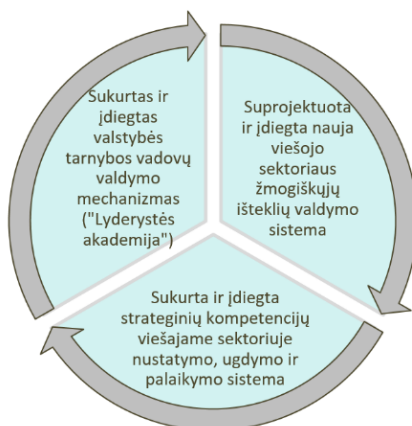 Sukurtas ir
įdiegtas
valstybės
tarnybos vadovų
valdymo
mechanizmas
("Lyderystės
akademija")
Suprojektuota
ir įdiegta nauja
viešojo
sektoriaus
žmogiškųjų
išteklių valdymo
sistema
Sukurta ir įdiegta
strateginių kompetencijų
viešajame sektoriuje
nustatymo, ugdymo ir
palaikymo sistema